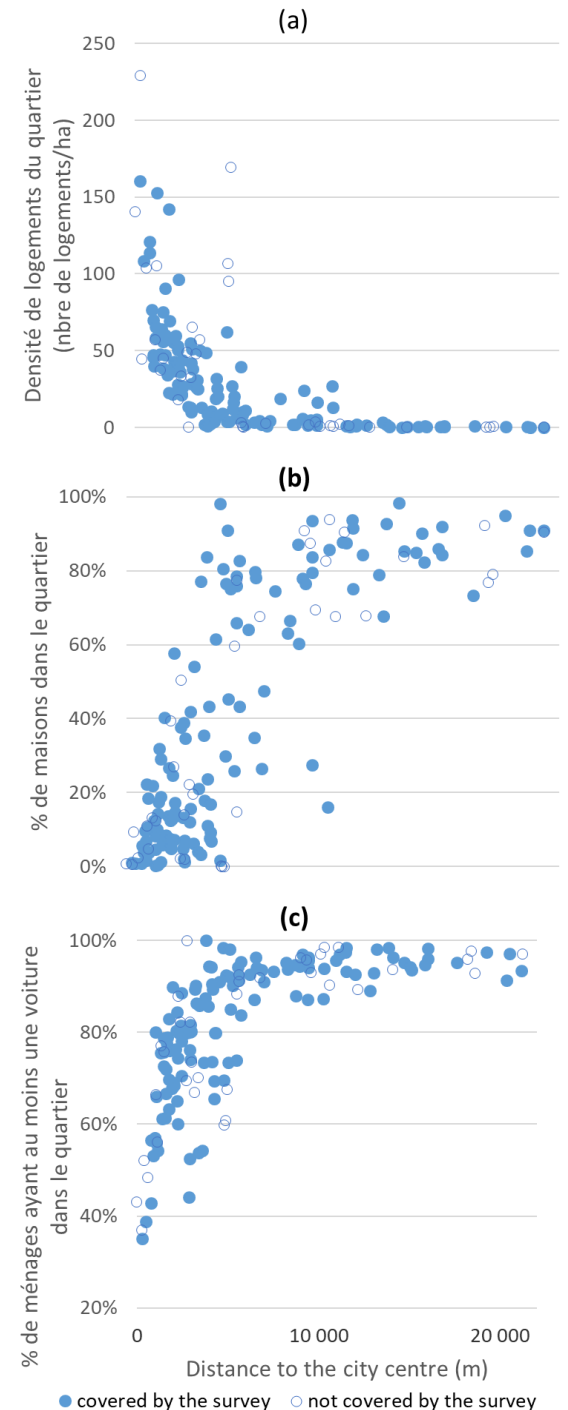 (a)
Densité de logements du quartier
(nbre de logements/ha)
250
200
150
100
50
0
(b)
% de maisons dans le quartier
100%
80%
60%
40%
20%
0%
(c)
% de ménages ayant au moins une voiture
dans le quartier
100%
80%
60%
40%
20%
0
10 000
20 000
Distance to the city centre (m)
covered by the survey
not covered by the survey